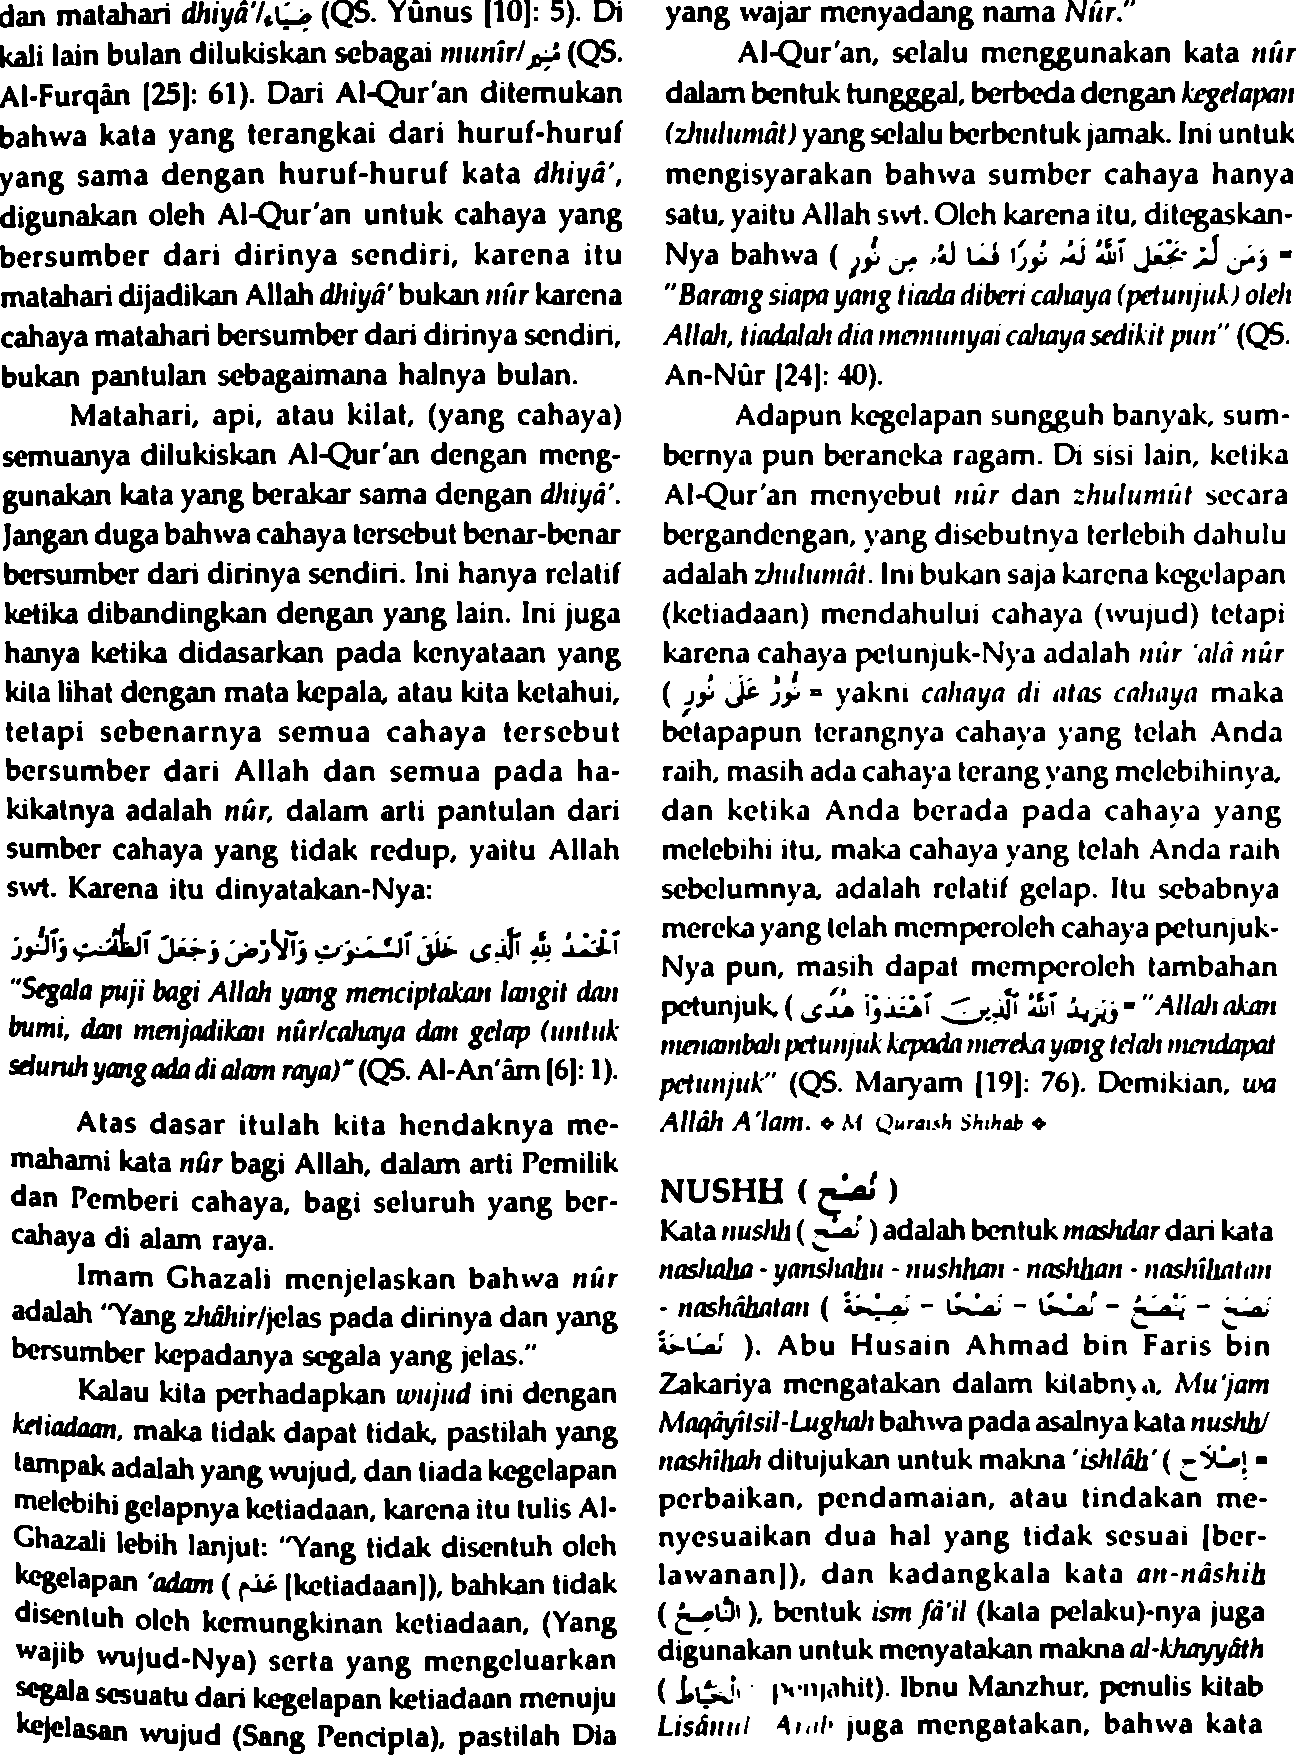 dan matahari dhiyâ'/ضِيَاء (QS. Yûnus [10]: 5). Di
kali lain bulan dilukiskan sebagai munîr/مُنِير (QS.
Al-Furqân [25]: 61). Dari Al-Qur'an ditemukan
bahwa kata yang terangkai dari huruf-huruf
yang sama dengan huruf-huruf kata dhiyâ',
digunakan oleh Al-Qur'an untuk cahaya yang
bersumber dari dirinya sendiri, karena itu
matahari dijadikan Allah dhiyâ' bukan nûr karena
cahaya matahari bersumber dari dirinya sendiri,
bukan pantulan sebagaimana halnya bulan.
Matahari, api, atau kilat, (yang cahaya)
semuanya dilukiskan Al-Qur'an dengan meng-
gunakan kata yang berakar sama dengan dhiyâ'.
Jangan duga bahwa cahaya tersebut benar-benar
bersumber dari dirinya sendiri. Ini hanya relatif
ketika dibandingkan dengan yang lain. Ini juga
hanya ketika didasarkan pada kenyataan yang
kita lihat dengan mata kepala, atau kita ketahui,
tetapi sebenarnya semua cahaya tersebut
bersumber dari Allah dan semua pada ha-
kikatnya adalah nûr, dalam arti pantulan dari
sumber cahaya yang tidak redup, yaitu Allah
swt. Karena itu dinyatakan-Nya:
ٱلْحَمْدُ لِلَّهِ ٱلَّذِى خَلَقَ ٱلسَّمَـٰوَٰتِ وَٱلْأَرْضَ وَجَعَلَ ٱلظُّلُمَـٰتِ وَٱلنُّورَ
"Segala puji bagi Allah yang menciptakan langit dan
bumi, dan menjadikan nûr/cahaya dan gelap (untuk
seluruh yang ada di alam raya)" (QS. Al-An'âm [6]: 1).
Atas dasar itulah kita hendaknya me-
mahami kata nûr bagi Allah, dalam arti Pemilik
dan Pemberi cahaya, bagi seluruh yang ber-
cahaya di alam raya.
Imam Ghazali menjelaskan bahwa nûr
adalah "Yang zhâhir/jelas pada dirinya dan yang
bersumber kepadanya segala yang jelas."
Kalau kita perhadapkan wujud ini dengan
ketiadaan, maka tidak dapat tidak, pastilah yang
tampak adalah yang wujud, dan tiada kegelapan
melebihi gelapnya ketiadaan, karena itu tulis Al-
Ghazali lebih lanjut: "Yang tidak disentuh oleh
kegelapan 'adam ( عَدَم [ketiadaan]), bahkan tidak
disentuh oleh kemungkinan ketiadaan, (Yang
wajib wujud-Nya) serta yang mengeluarkan
segala sesuatu dari kegelapan ketiadaan menuju
kejelasan wujud (Sang Pencipta), pastilah Dia
yang wajar menyadang nama Nûr."
Al-Qur'an, selalu menggunakan kata nûr
dalam bentuk tungggal, berbeda dengan kegelapan
(zhulumât) yang selalu berbentuk jamak. Ini untuk
mengisyarakan bahwa sumber cahaya hanya
satu, yaitu Allah swt. Oleh karena itu, ditegaskan-
Nya bahwa ( وَمَن لَّمْ يَجْعَلِ ٱللَّهُ لَهُۥ نُورًا فَمَا لَهُۥ مِن نُّورٍ =
"Barang siapa yang tiada diberi cahaya (petunjuk) oleh
Allah, tiadalah dia mempunyai cahaya sedikit pun" (QS.
An-Nûr [24]: 40).
Adapun kegelapan sungguh banyak, sum-
bernya pun beraneka ragam. Di sisi lain, ketika
Al-Qur'an menyebut nûr dan zhulumât secara
bergandengan, yang disebutnya terlebih dahulu
adalah zhulumât. Ini bukan saja karena kegelapan
(ketiadaan) mendahului cahaya (wujud) tetapi
karena cahaya petunjuk-Nya adalah nûr 'alâ nûr
( نُورٌ عَلَىٰ نُورٍ = yakni cahaya di atas cahaya maka
betapapun terangnya cahaya yang telah Anda
raih, masih ada cahaya terang yang melebihinya,
dan ketika Anda berada pada cahaya yang
melebihi itu, maka cahaya yang telah Anda raih
sebelumnya, adalah relatif gelap. Itu sebabnya
mereka yang telah memperoleh cahaya petunjuk-
Nya pun, masih dapat memperoleh tambahan
petunjuk, ( وَيَزِيدُ ٱللَّهُ ٱلَّذِينَ ٱهْتَدَوْا۟ هُدًى = "Allah akan
menambah petunjuk kepada mereka yang telah mendapat
petunjuk" (QS. Maryam [19]: 76). Demikian, wa
Allâh A'lam. ❖ M Quraish Shihab ❖
NUSHH ( نُصْح )
Kata nushh ( نُصْح ) adalah bentuk mashdar dari kata
nashaha - yanshahu - nushhan - nashhan - nashîhatan
- nashâhatan ( نَصَحَ – يَنْصَحُ – نُصْحًا – نَصْحًا – نَصِيْحَةً
نَصَاحَةً ). Abu Husain Ahmad bin Faris bin
Zakariya mengatakan dalam kitabnya, Mu'jam
Maqâyîtsil-Lughah bahwa pada asalnya kata nushh/
nashîhah ditujukan untuk makna 'ishlâh' ( إِصْلَاح =
perbaikan, pendamaian, atau tindakan me-
nyesuaikan dua hal yang tidak sesuai [ber-
lawanan]), dan kadangkala kata an-nâshih
( النَّاصِحُ ), bentuk ism fâ'il (kata pelaku)-nya juga
digunakan untuk menyatakan makna al-khayyâth
( الْخَيَّاطُ penjahit). Ibnu Manzhur, penulis kitab
Lisânul Arab juga mengatakan, bahwa kata